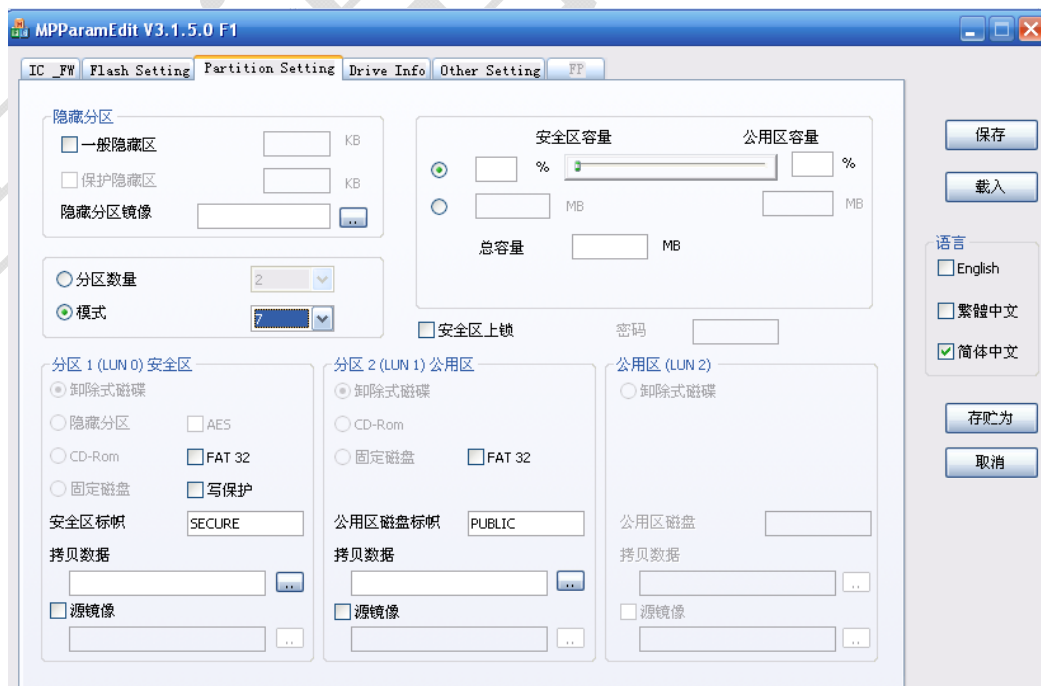 MPParamEdit V3.1.5.0 F1
IC _FW Flash Setting Partition Setting Drive Info Other Setting FP
隐藏分区
一般隐藏区 KB
保护隐藏区 KB
隐藏分区镜像 ..
安全区容量 公用区容量
% %
MB MB
总容量 MB
分区数量 2
模式 7
安全区上锁 密码
分区 1 (LUN 0) 安全区
卸除式磁碟
隐藏分区 AES
CD-Rom FAT 32
固定磁盘 写保护
安全区标帜 SECURE
拷贝数据
..
源镜像
..
分区 2 (LUN 1) 公用区
卸除式磁碟
CD-Rom
固定磁盘 FAT 32
公用区磁盘标帜 PUBLIC
拷贝数据
..
源镜像
..
公用区 (LUN 2)
卸除式磁碟
公用区磁盘
拷贝数据
..
源镜像
..
保存
载入
语言
English
繁體中文
简体中文
存贮为
取消